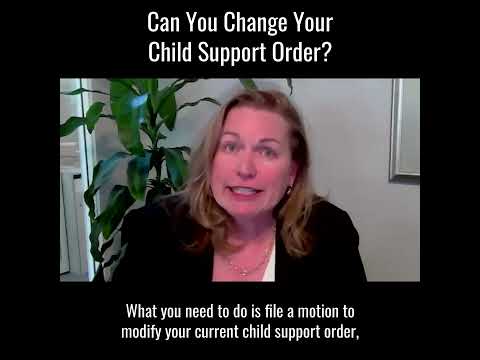 Can You Change Your
Child Support Order?
What you need to do is file a motion to
modify your current child support order,